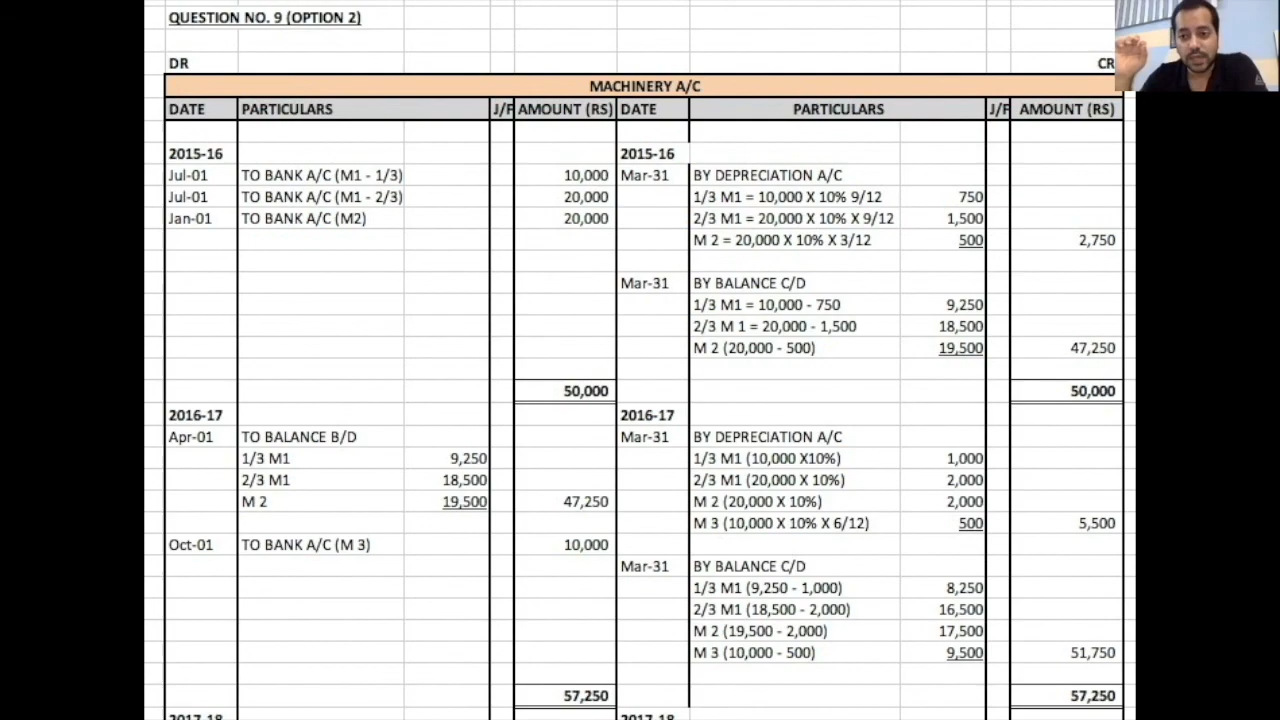 QUESTION NO. 9 (OPTION 2)
DR CR
MACHINERY A/C
DATE PARTICULARS J/F AMOUNT (RS) DATE PARTICULARS J/F AMOUNT (RS)
2015-16 2015-16
Jul-01 TO BANK A/C (M1 - 1/3) 10,000 Mar-31 BY DEPRECIATION A/C
Jul-01 TO BANK A/C (M1 - 2/3) 20,000 1/3 M1 = 10,000 X 10% 9/12 750
Jan-01 TO BANK A/C (M2) 20,000 2/3 M1 = 20,000 X 10% X 9/12 1,500
M 2 = 20,000 X 10% X 3/12 500 2,750
Mar-31 BY BALANCE C/D
1/3 M1 = 10,000 - 750 9,250
2/3 M 1 = 20,000 - 1,500 18,500
M 2 (20,000 - 500) 19,500 47,250
50,000 50,000
2016-17 2016-17
Apr-01 TO BALANCE B/D Mar-31 BY DEPRECIATION A/C
1/3 M1 9,250 1/3 M1 (10,000 X10%) 1,000
2/3 M1 18,500 2/3 M1 (20,000 X 10%) 2,000
M 2 19,500 47,250 M 2 (20,000 X 10%) 2,000
M 3 (10,000 X 10% X 6/12) 500 5,500
Oct-01 TO BANK A/C (M 3) 10,000
Mar-31 BY BALANCE C/D
1/3 M1 (9,250 - 1,000) 8,250
2/3 M1 (18,500 - 2,000) 16,500
M 2 (19,500 - 2,000) 17,500
M 3 (10,000 - 500) 9,500 51,750
57,250 57,250
2017-18 2017-18